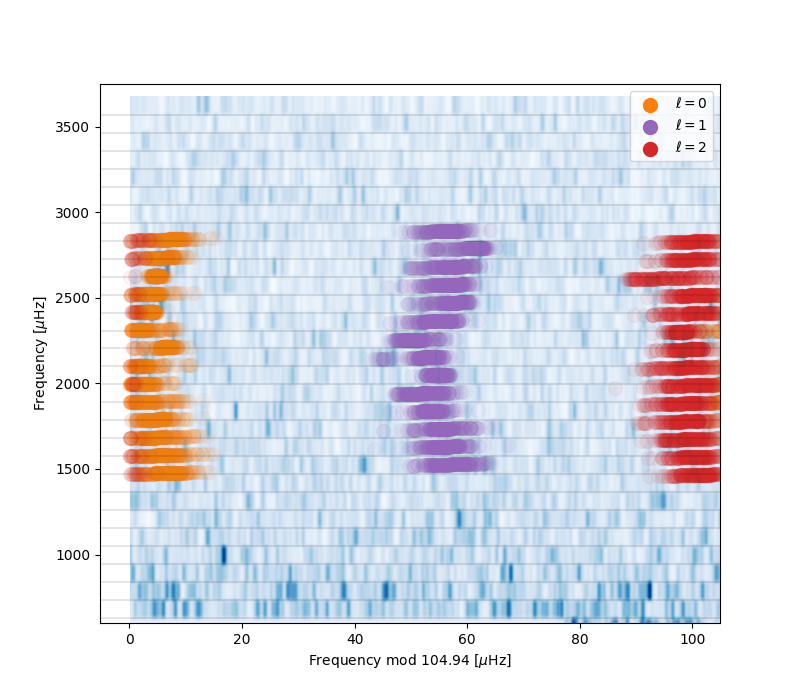 ℓ = 0
ℓ = 1
ℓ = 2
3500
3000
2500
2000
1500
1000
Frequency [μHz]
0 20 40 60 80 100
Frequency mod 104.94 [μHz]